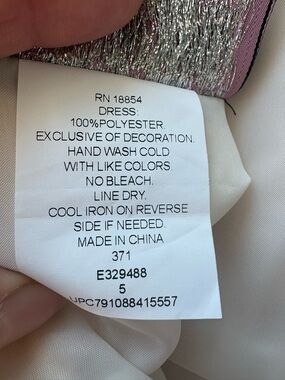 RN 18854
DRESS:
100%POLYESTER.
EXCLUSIVE OF DECORATION.
HAND WASH COLD
WITH LIKE COLORS.
NO BLEACH.
LINE DRY.
COOL IRON ON REVERSE
SIDE IF NEEDED.
MADE IN CHINA
371
E329488
5
UPC791088415557